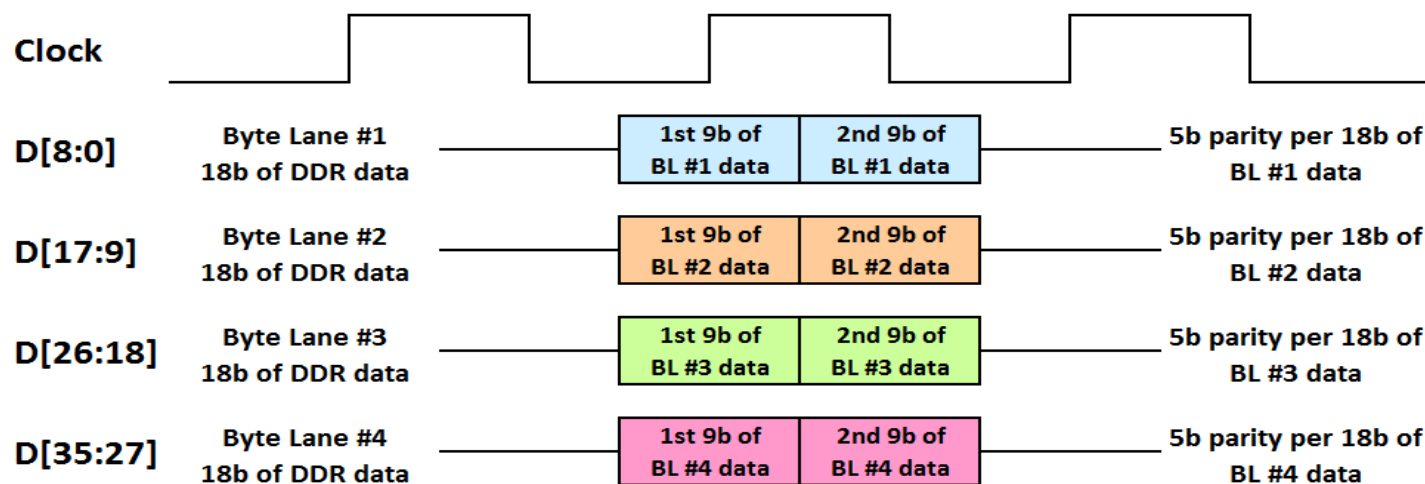 Clock
D[8:0]
Byte Lane #1
18b of DDR data
1st 9b of
BL #1 data
2nd 9b of
BL #1 data
5b parity per 18b of
BL #1 data
D[17:9]
Byte Lane #2
18b of DDR data
1st 9b of
BL #2 data
2nd 9b of
BL #2 data
5b parity per 18b of
BL #2 data
D[26:18]
Byte Lane #3
18b of DDR data
1st 9b of
BL #3 data
2nd 9b of
BL #3 data
5b parity per 18b of
BL #3 data
D[35:27]
Byte Lane #4
18b of DDR data
1st 9b of
BL #4 data
2nd 9b of
BL #4 data
5b parity per 18b of
BL #4 data